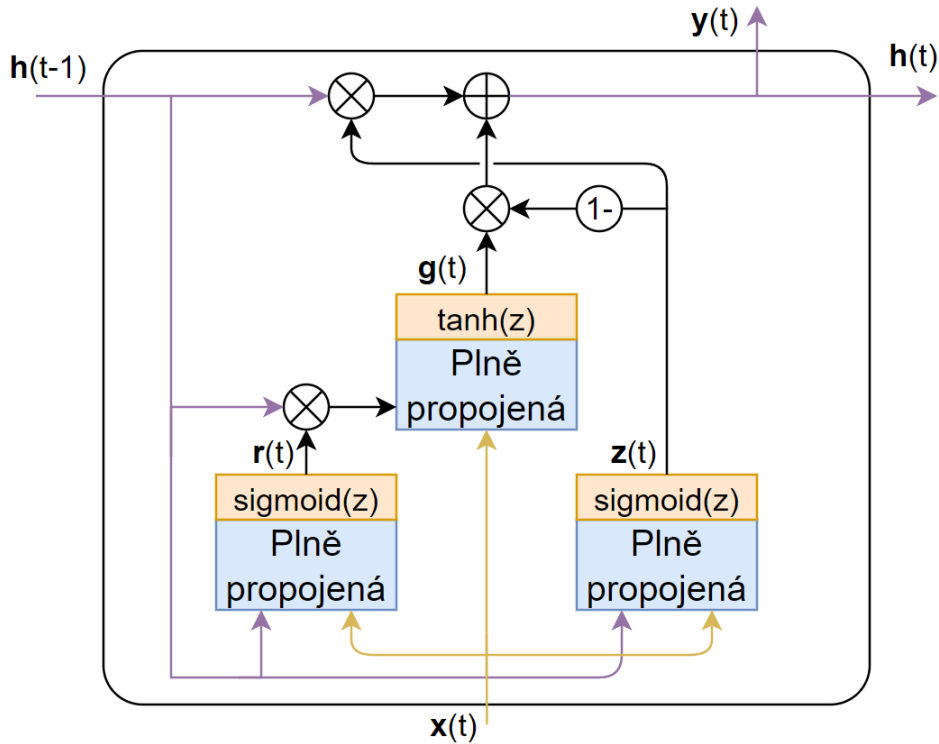 y(t)
h(t-1)
h(t)
1-
g(t)
tanh(z)
Plně
propojená
r(t)
z(t)
sigmoid(z)
Plně
propojená
sigmoid(z)
Plně
propojená
x(t)